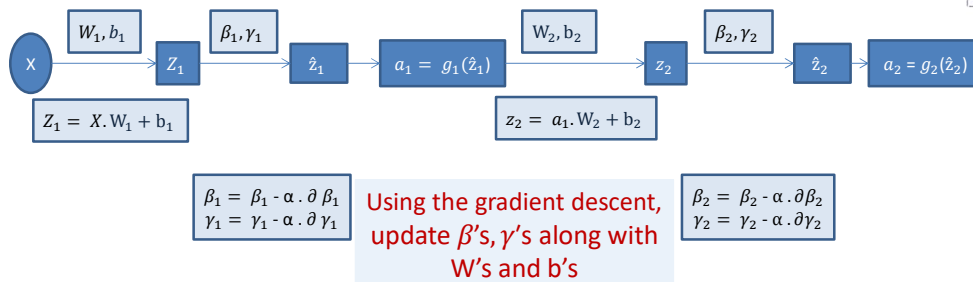 W₁, b₁
β₁, γ₁
W₂, b₂
β₂, γ₂
X
Z₁
ẑ₁
a₁ = g₁(ẑ₁)
z₂
ẑ₂
a₂ = g₂(ẑ₂)
Z₁ = X.W₁ + b₁
z₂ = a₁.W₂ + b₂
β₁ = β₁ - α . ∂ β₁
γ₁ = γ₁ - α . ∂ γ₁
Using the gradient descent,
update β's, γ's along with
W's and b's
β₂ = β₂ - α . ∂β₂
γ₂ = γ₂ - α . ∂γ₂